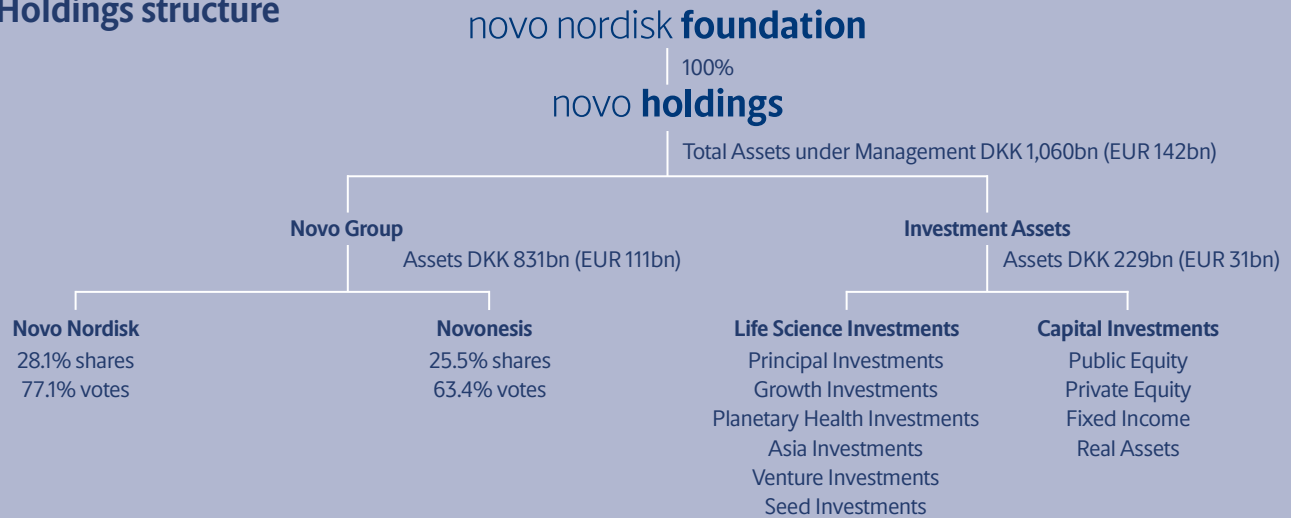 Holdings structure
novo nordisk foundation
100%
novo holdings
Total Assets under Management DKK 1,060bn (EUR 142bn)
Novo Group
Assets DKK 831bn (EUR 111bn)
Investment Assets
Assets DKK 229bn (EUR 31bn)
Novo Nordisk
28.1% shares
77.1% votes
Novonesis
25.5% shares
63.4% votes
Life Science Investments
Principal Investments
Growth Investments
Planetary Health Investments
Asia Investments
Venture Investments
Seed Investments
Capital Investments
Public Equity
Private Equity
Fixed Income
Real Assets